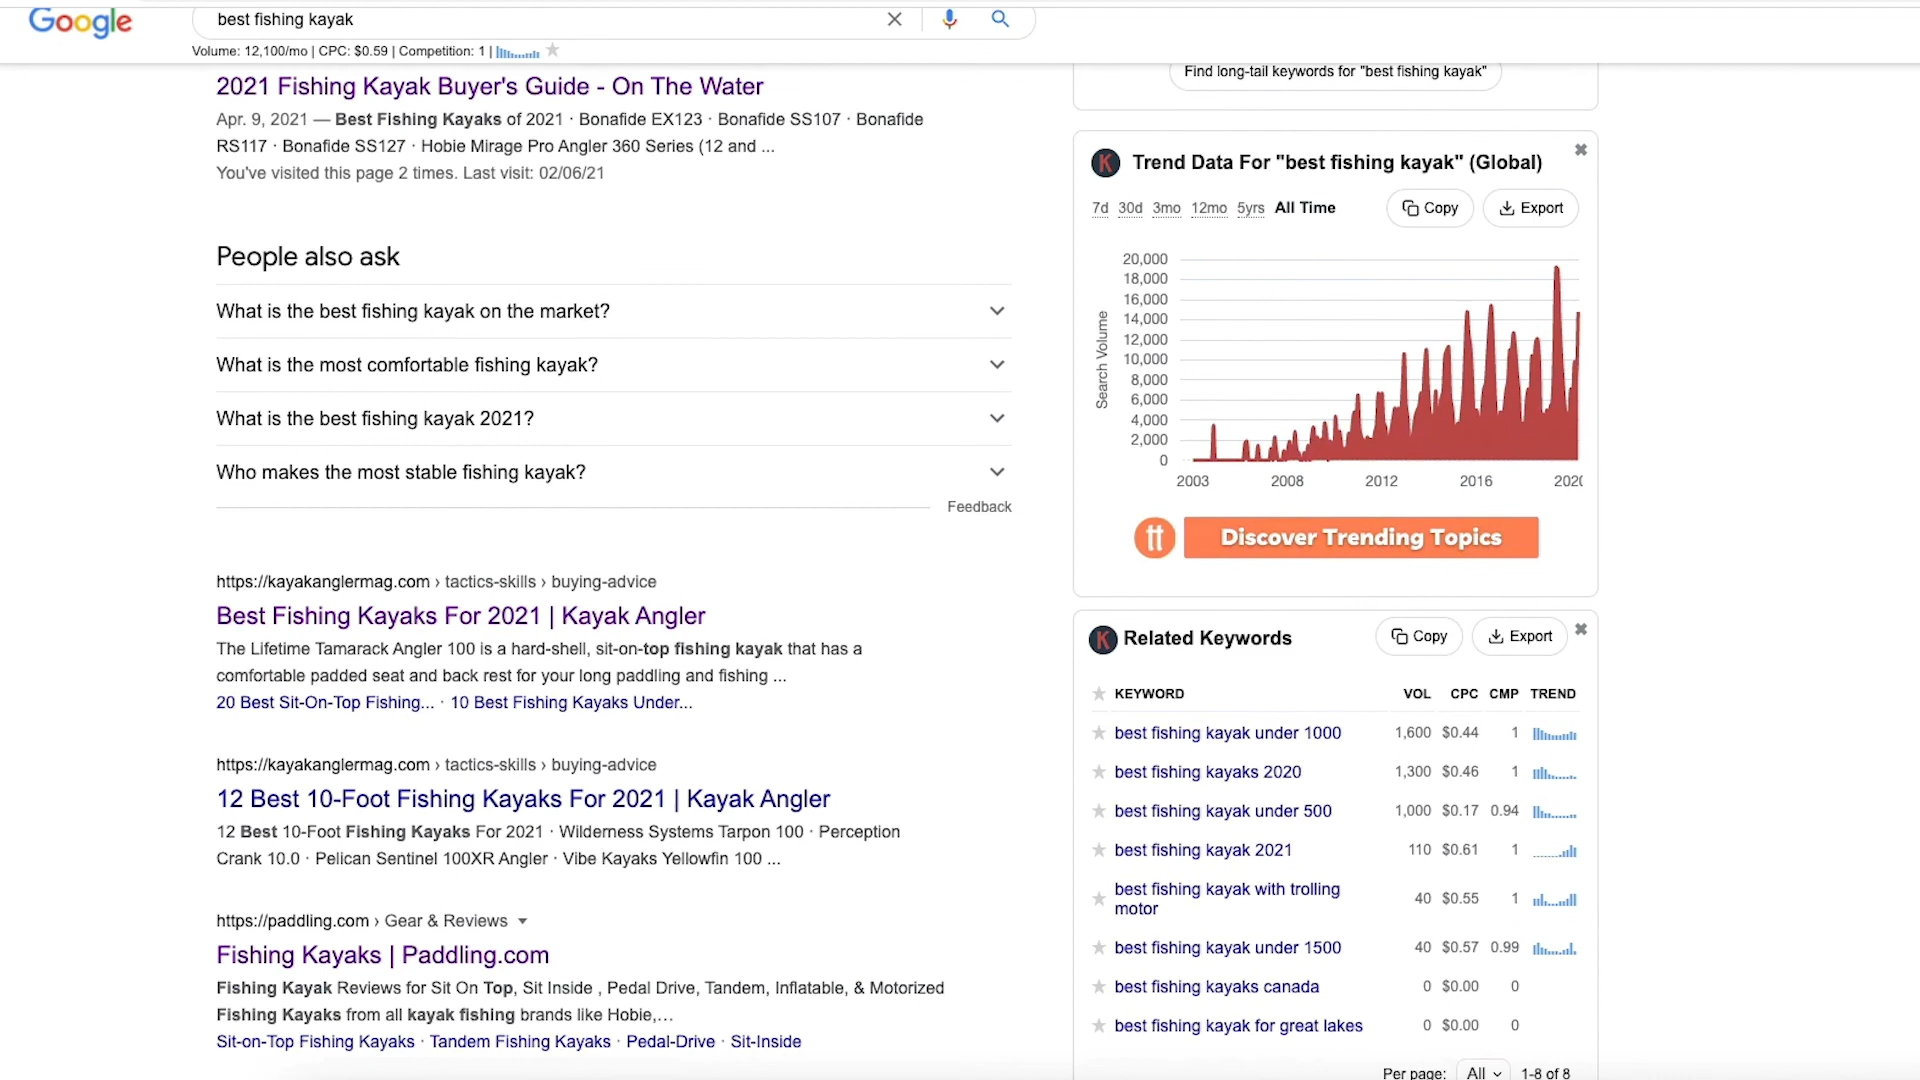 Google
best fishing kayak
Volume: 12,100/mo | CPC: $0.59 | Competition: 1 |
2021 Fishing Kayak Buyer's Guide - On The Water
Apr. 9, 2021 — Best Fishing Kayaks of 2021 · Bonafide EX123 · Bonafide SS107 · Bonafide
RS117 · Bonafide SS127 · Hobie Mirage Pro Angler 360 Series (12 and ...
You've visited this page 2 times. Last visit: 02/06/21
People also ask
What is the best fishing kayak on the market?
What is the most comfortable fishing kayak?
What is the best fishing kayak 2021?
Who makes the most stable fishing kayak?
Feedback
https://kayakanglermag.com › tactics-skills › buying-advice
Best Fishing Kayaks For 2021 | Kayak Angler
The Lifetime Tamarack Angler 100 is a hard-shell, sit-on-top fishing kayak that has a
comfortable padded seat and back rest for your long paddling and fishing ...
20 Best Sit-On-Top Fishing... · 10 Best Fishing Kayaks Under...
https://kayakanglermag.com › tactics-skills › buying-advice
12 Best 10-Foot Fishing Kayaks For 2021 | Kayak Angler
12 Best 10-Foot Fishing Kayaks For 2021 · Wilderness Systems Tarpon 100 · Perception
Crank 10.0 · Pelican Sentinel 100XR Angler · Vibe Kayaks Yellowfin 100 ...
https://paddling.com › Gear & Reviews
Fishing Kayaks | Paddling.com
Fishing Kayak Reviews for Sit On Top, Sit Inside , Pedal Drive, Tandem, Inflatable, & Motorized
Fishing Kayaks from all kayak fishing brands like Hobie,...
Sit-on-Top Fishing Kayaks · Tandem Fishing Kayaks · Pedal-Drive · Sit-Inside
Find long-tail keywords for "best fishing kayak"
K Trend Data For "best fishing kayak" (Global)
7d 30d 3mo 12mo 5yrs All Time Copy Export
Search Volume
20,000
18,000
16,000
14,000
12,000
10,000
8,000
6,000
4,000
2,000
0
2003 2008 2012 2016 2020
tt Discover Trending Topics
K Related Keywords Copy Export
KEYWORD VOL CPC CMP TREND
best fishing kayak under 1000 1,600 $0.44 1
best fishing kayaks 2020 1,300 $0.46 1
best fishing kayak under 500 1,000 $0.17 0.94
best fishing kayak 2021 110 $0.61 1
best fishing kayak with trolling
motor 40 $0.55 1
best fishing kayak under 1500 40 $0.57 0.99
best fishing kayaks canada 0 $0.00 0
best fishing kayak for great lakes 0 $0.00 0
Per page: All 1-8 of 8